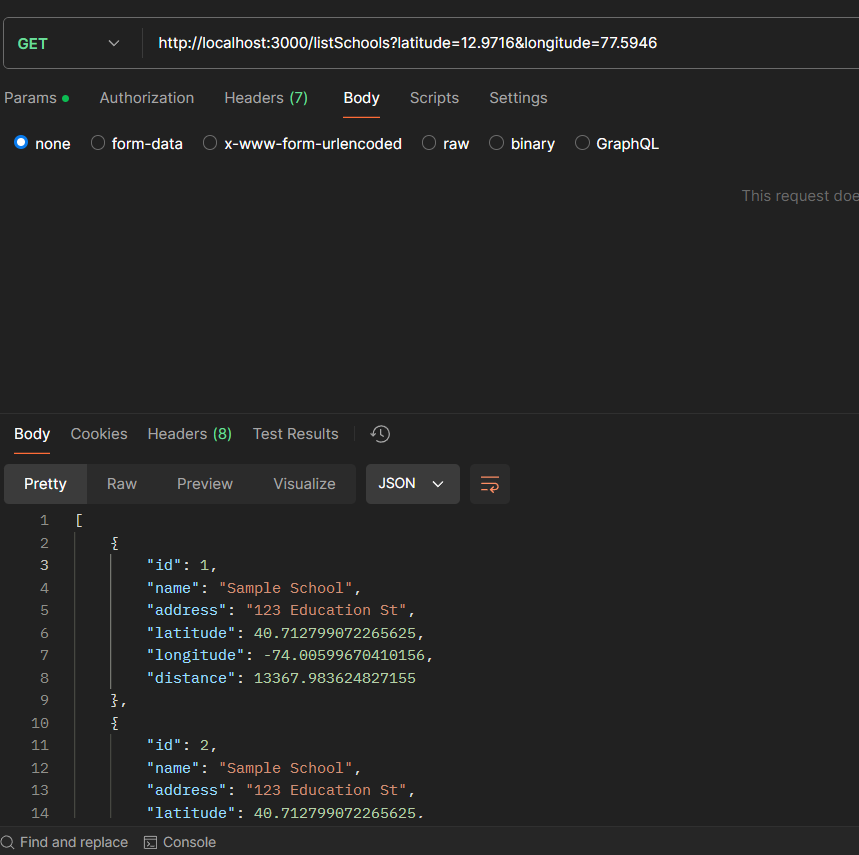 GET http://localhost:3000/listSchools?latitude=12.9716&longitude=77.5946
Params Authorization Headers (7) Body Scripts Settings
none form-data x-www-form-urlencoded raw binary GraphQL
This request doe
Body Cookies Headers (8) Test Results
Pretty Raw Preview Visualize JSON
1 [
2 {
3 "id": 1,
4 "name": "Sample School",
5 "address": "123 Education St",
6 "latitude": 40.712799072265625,
7 "longitude": -74.00599670410156,
8 "distance": 13367.983624827155
9 },
10 {
11 "id": 2,
12 "name": "Sample School",
13 "address": "123 Education St",
14 "latitude": 40.712799072265625,
Find and replace Console